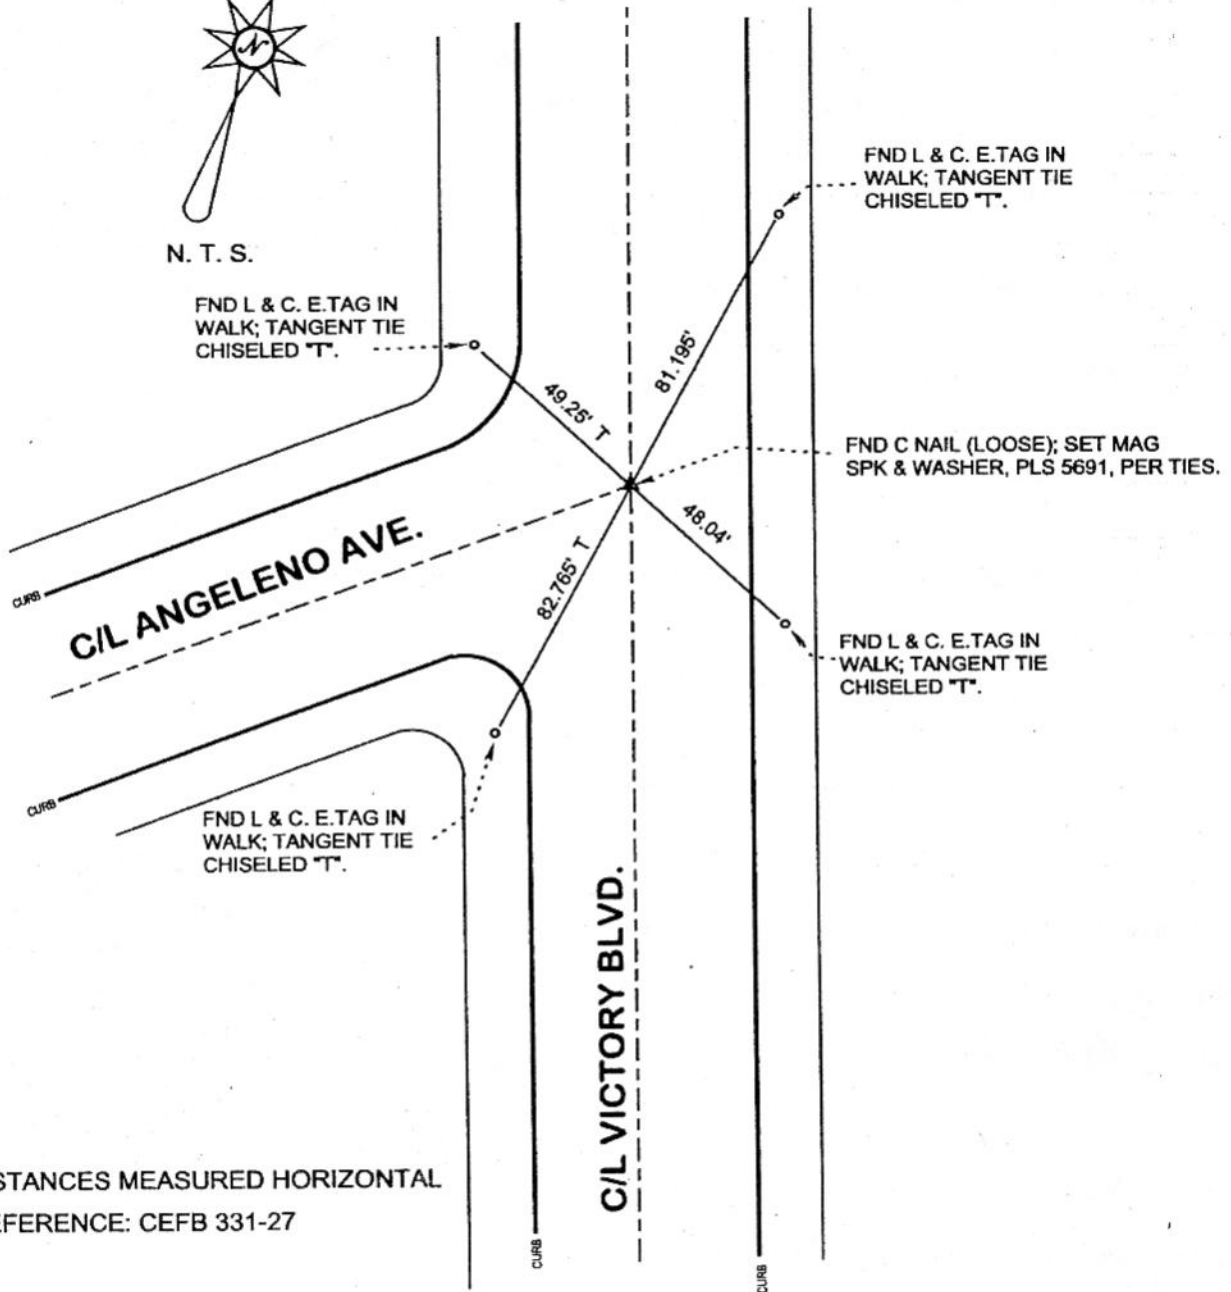 N
N. T. S.
FND L & C. E.TAG IN
WALK; TANGENT TIE
CHISELED "T".
FND L & C. E.TAG IN
WALK; TANGENT TIE
CHISELED "T".
81.195'
49.25' T
FND C NAIL (LOOSE); SET MAG
SPK & WASHER, PLS 5691, PER TIES.
48.04'
82.765' T
C/L ANGELENO AVE.
CURB
FND L & C. E.TAG IN
WALK; TANGENT TIE
CHISELED "T".
CURB
FND L & C. E.TAG IN
WALK; TANGENT TIE
CHISELED "T".
C/L VICTORY BLVD.
STANCES MEASURED HORIZONTAL
EFERENCE: CEFB 331-27
CURB
CURB